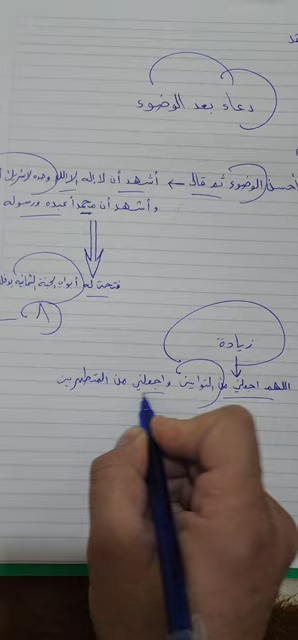 دعاء بعد الوضوء
أحسن الوضوء ثم قال ← أشهد أن لا إله إلا الله وحده لا شريك
وأشهد أن محمدا عبده ورسوله
فتحت له أبواب الجنة الثمانية
٨
زيادة
اللهم اجعلني من التوابين واجعلني من المتطهرين